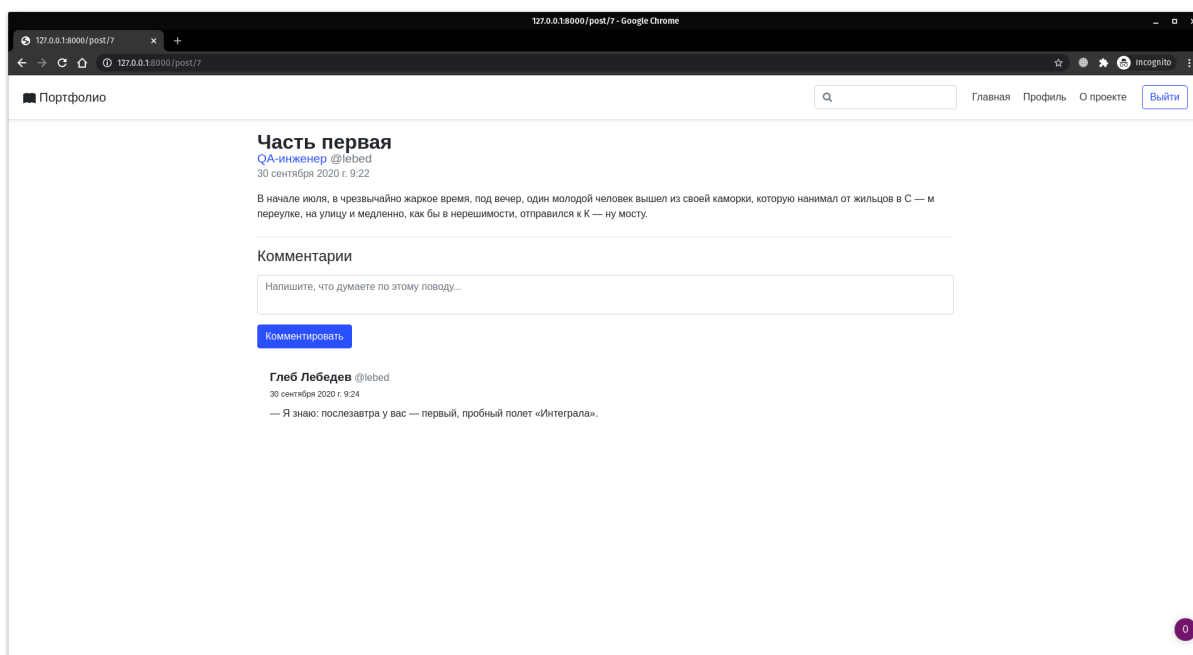 127.0.0.1:8000/post/7 - Google Chrome
127.0.0.1:8000/post/7
127.0.0.1:8000/post/7
Incognito
Портфолио
Главная Профиль О проекте Выйти
Часть первая
QA-инженер @lebed
30 сентября 2020 г. 9:22
В начале июля, в чрезвычайно жаркое время, под вечер, один молодой человек вышел из своей каморки, которую нанимал от жильцов в С — м
переулке, на улицу и медленно, как бы в нерешимости, отправился к К — ну мосту.
Комментарии
Напишите, что думаете по этому поводу...
Комментировать
Глеб Лебедев @lebed
30 сентября 2020 г. 9:24
— Я знаю: послезавтра у вас — первый, пробный полет «Интеграла».
0